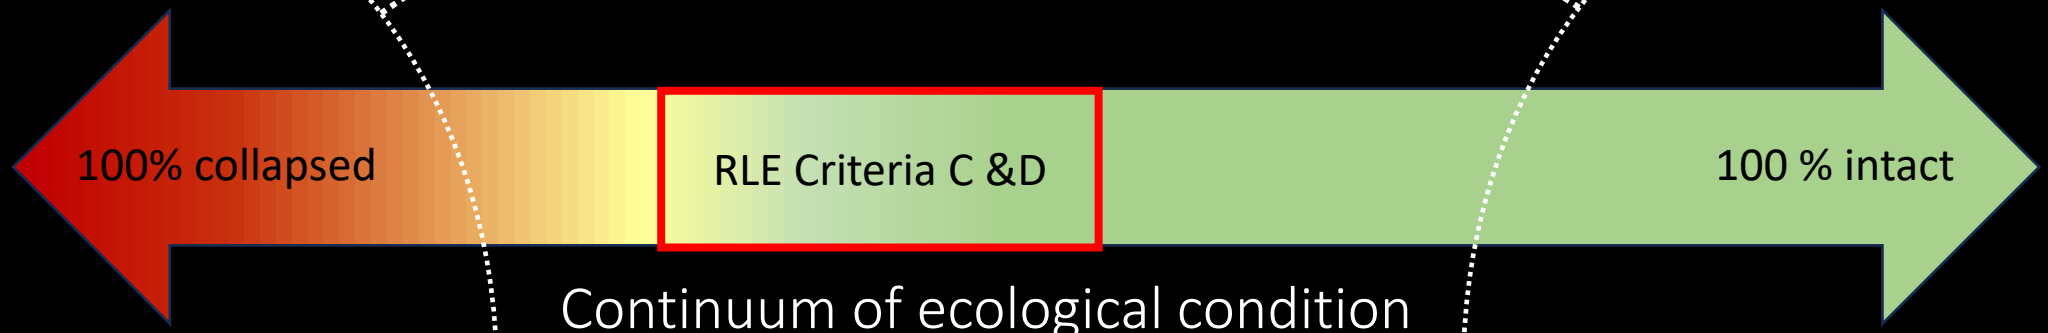 100% collapsed
RLE Criteria C &D
100 % intact
Continuum of ecological condition